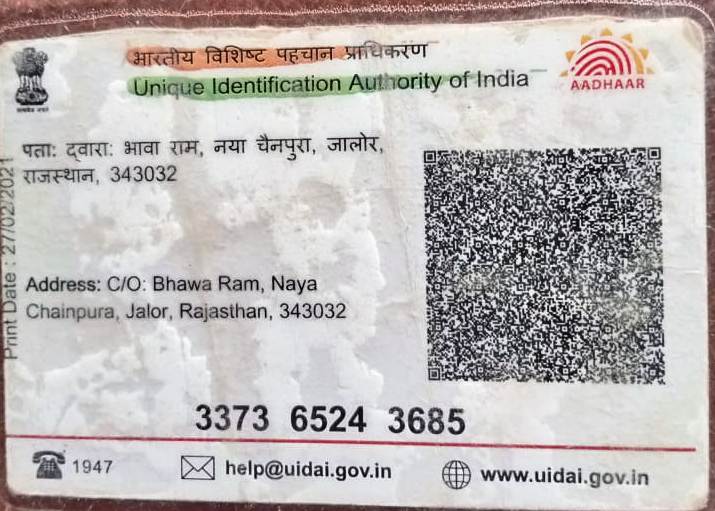 भारतीय विशिष्ट पहचान प्राधिकरण
Unique Identification Authority of India
AADHAAR
पता: द्वारा: भावा राम, नया चैनपुरा, जालोर,
राजस्थान, 343032
Print Date : 27/02/2021
Address: C/O: Bhawa Ram, Naya
Chainpura, Jalor, Rajasthan, 343032
3373 6524 3685
1947
help@uidai.gov.in
www.uidai.gov.in